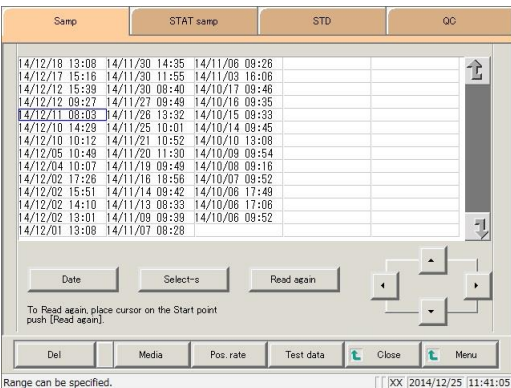 Samp STAT samp STD QC
14/12/18 13:08 14/11/30 14:35 14/11/06 09:26
14/12/17 15:16 14/11/30 11:55 14/11/03 16:06
14/12/12 15:39 14/11/30 08:40 14/10/17 09:46
14/12/12 09:27 14/11/27 09:49 14/10/16 09:35
14/12/11 08:03 14/11/26 13:32 14/10/15 09:33
14/12/10 14:29 14/11/25 10:01 14/10/14 09:45
14/12/10 10:12 14/11/21 10:52 14/10/10 13:08
14/12/05 10:49 14/11/20 11:30 14/10/09 09:54
14/12/04 10:07 14/11/19 09:49 14/10/08 09:16
14/12/02 17:26 14/11/16 18:56 14/10/07 09:52
14/12/02 15:51 14/11/14 09:42 14/10/06 17:49
14/12/02 14:10 14/11/13 08:33 14/10/06 17:06
14/12/02 13:01 14/11/09 09:39 14/10/06 09:52
14/12/01 13:08 14/11/07 08:28
Date Select-s Read again
To Read again, place cursor on the Start point
push [Read again].
Del Media Pos. rate Test data Close Menu
Range can be specified. XX 2014/12/25 11:41:05